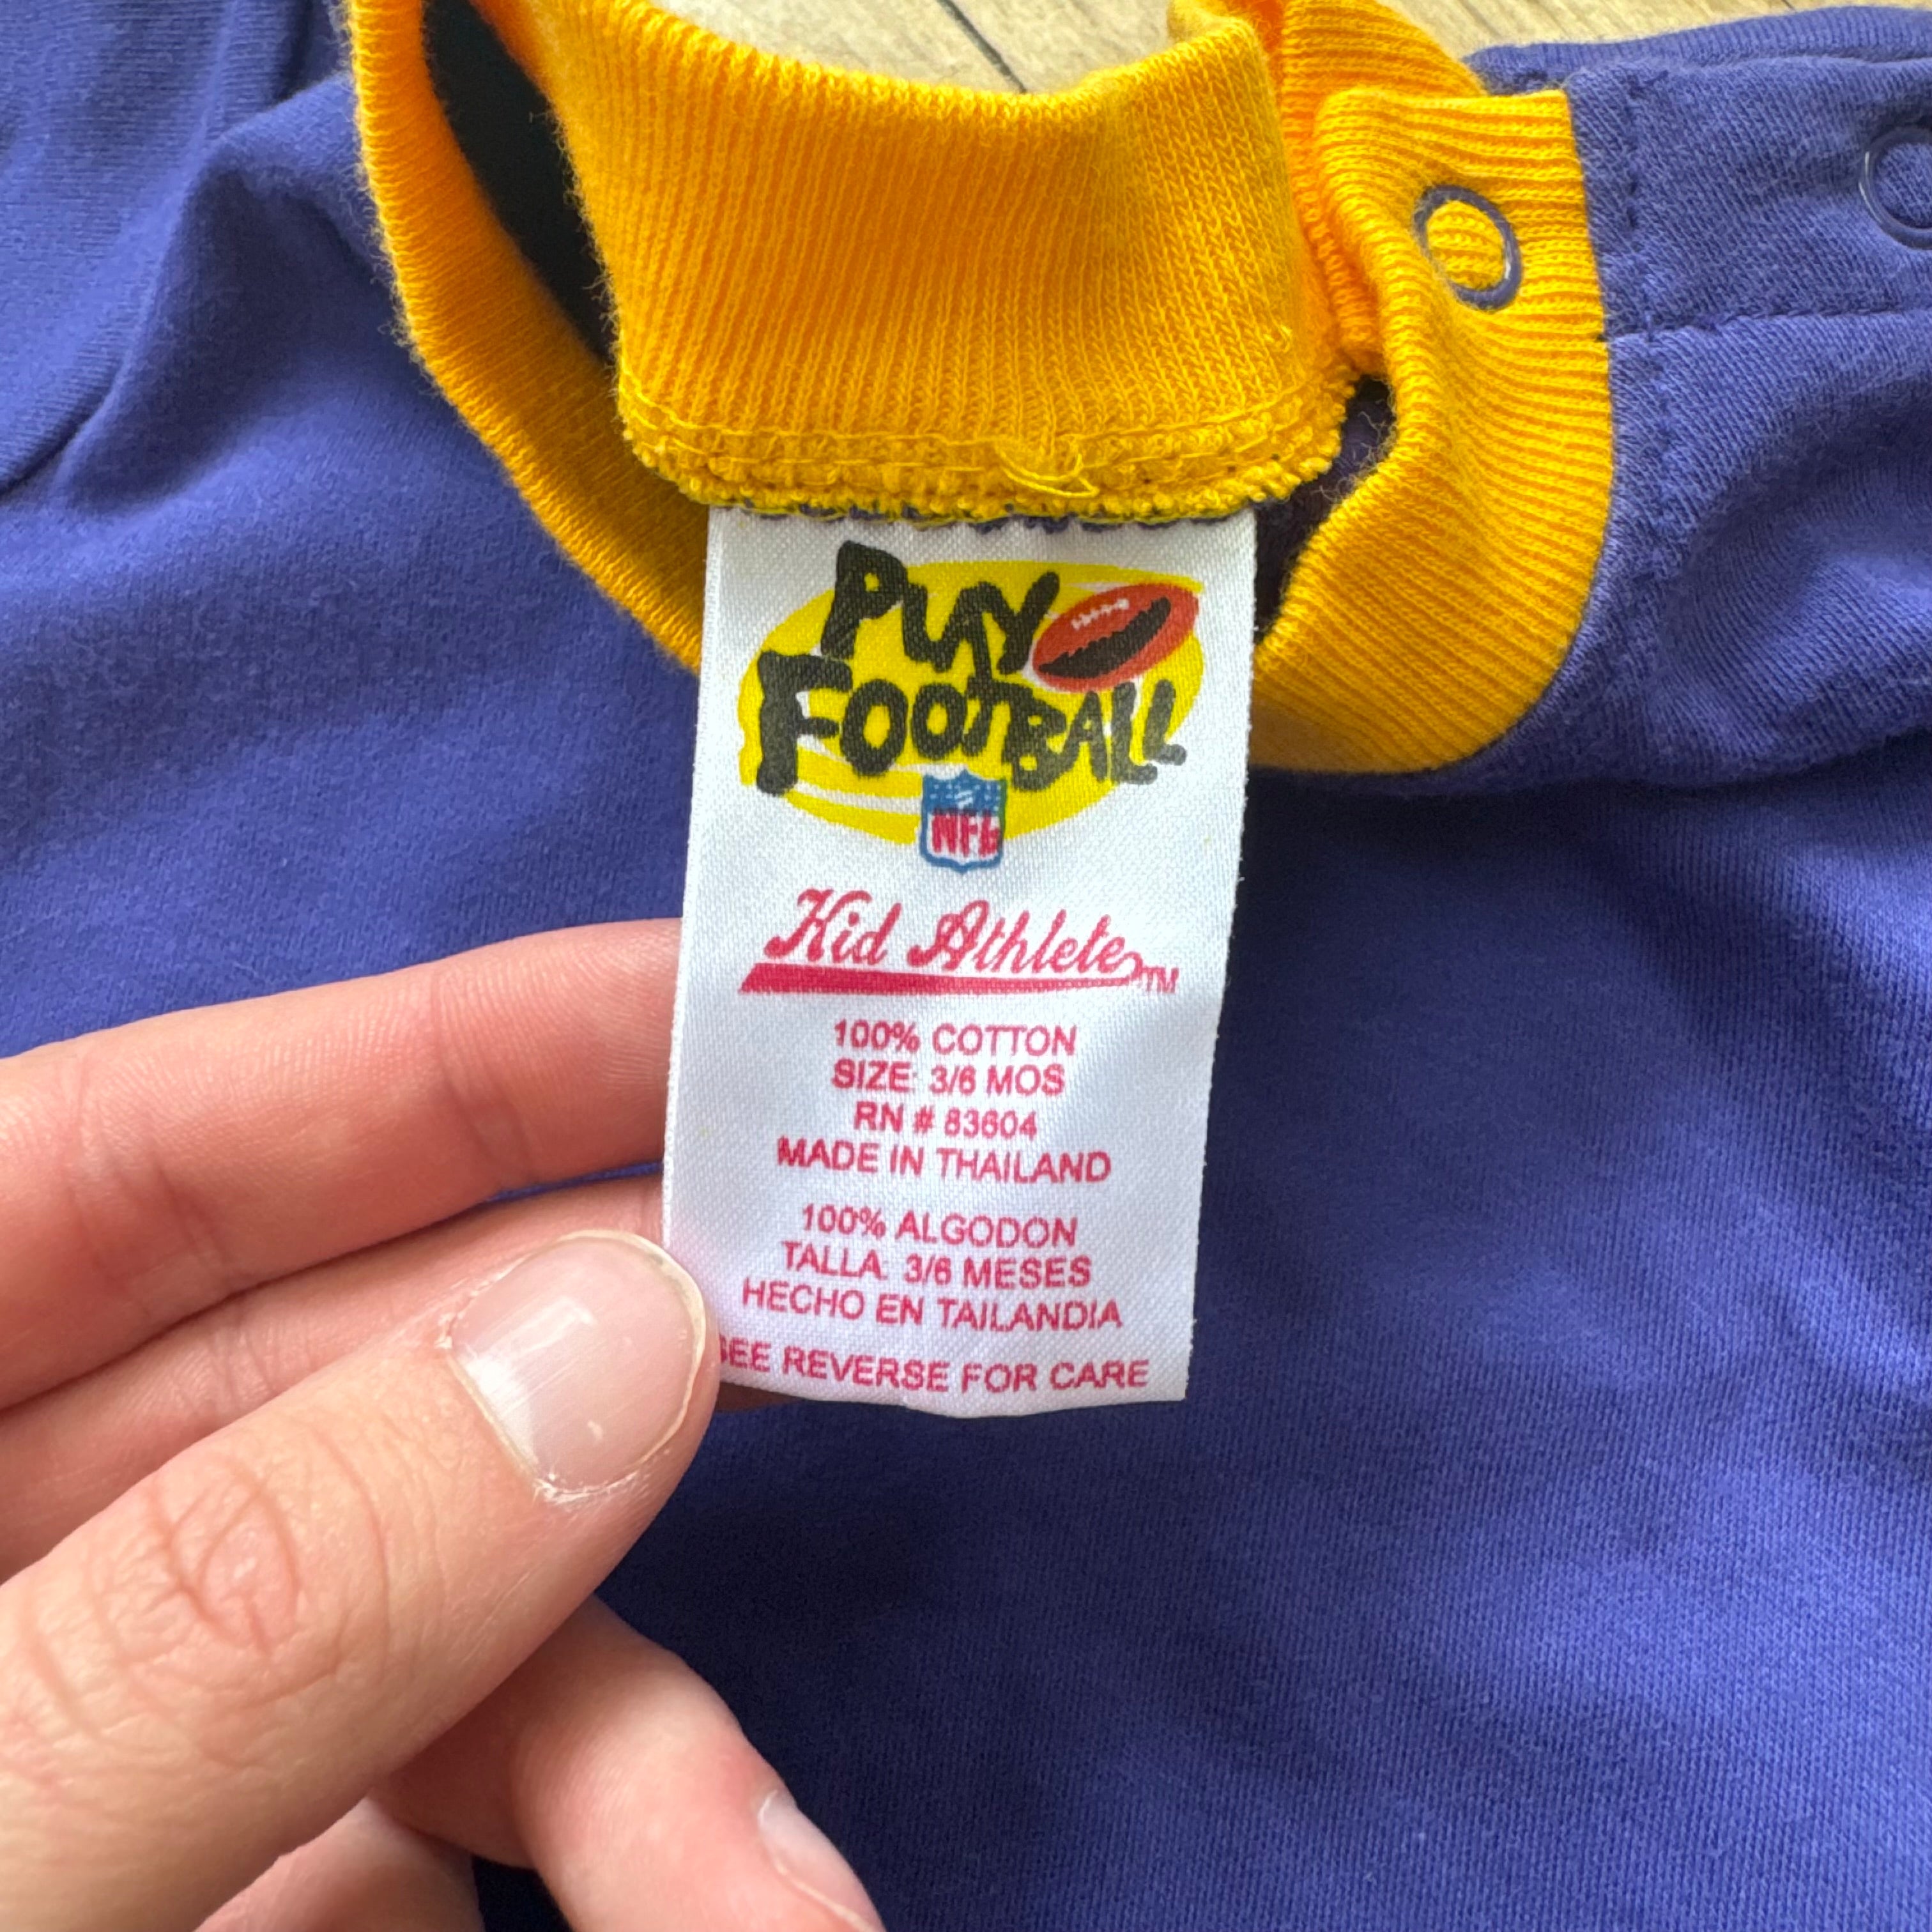 PLAY
FOOTBALL
NFL
Kid Athlete TM
100% COTTON
SIZE: 3/6 MOS
RN # 83604
MADE IN THAILAND
100% ALGODON
TALLA: 3/6 MESES
HECHO EN TAILANDIA
SEE REVERSE FOR CARE